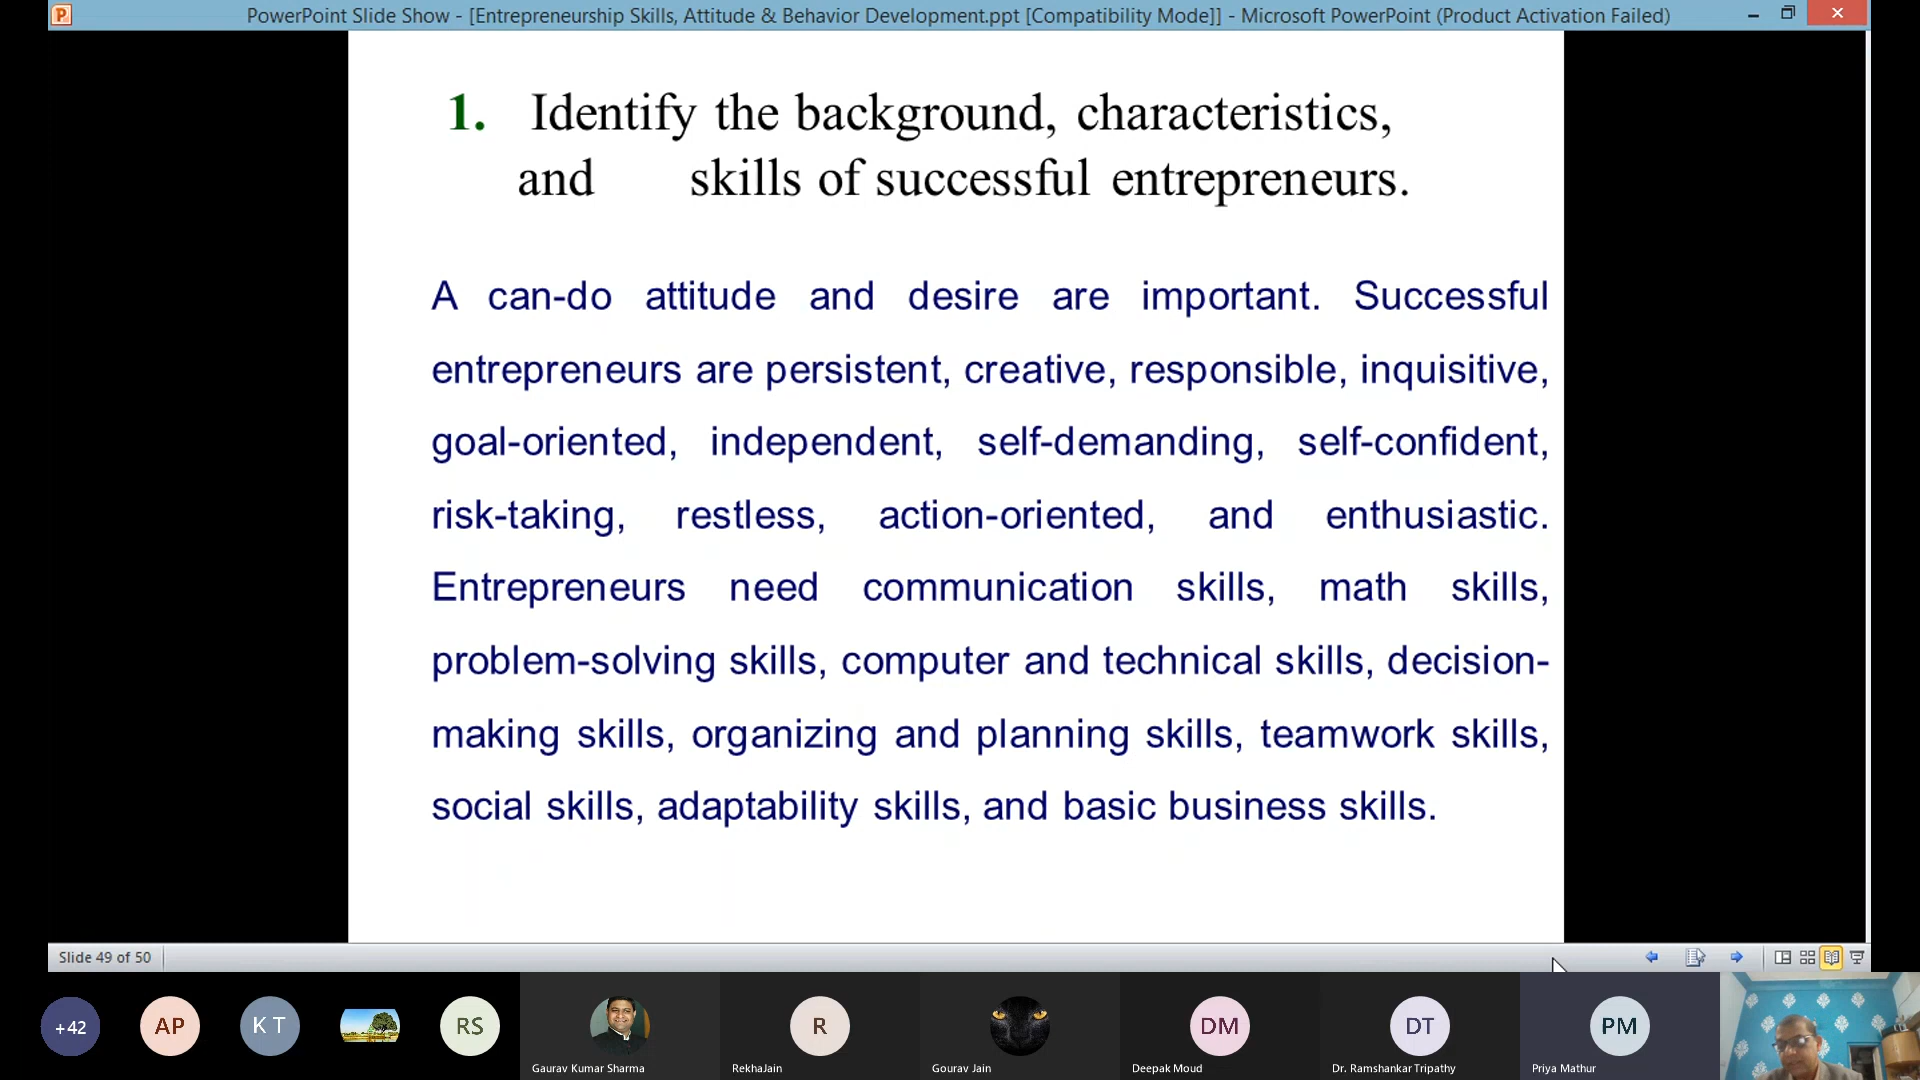 PowerPoint Slide Show - [Entrepreneurship Skills, Attitude & Behavior Development.ppt [Compatibility Mode]] - Microsoft PowerPoint (Product Activation Failed)
1. Identify the background, characteristics,
and skills of successful entrepreneurs.
A can-do attitude and desire are important. Successful
entrepreneurs are persistent, creative, responsible, inquisitive,
goal-oriented, independent, self-demanding, self-confident,
risk-taking, restless, action-oriented, and enthusiastic.
Entrepreneurs need communication skills, math skills,
problem-solving skills, computer and technical skills, decision-
making skills, organizing and planning skills, teamwork skills,
social skills, adaptability skills, and basic business skills.
Slide 49 of 50
+42 AP K T RS R DM DT PM
Gaurav Kumar Sharma RekhaJain Gourav Jain Deepak Moud Dr. Ramshankar Tripathy Priya Mathur